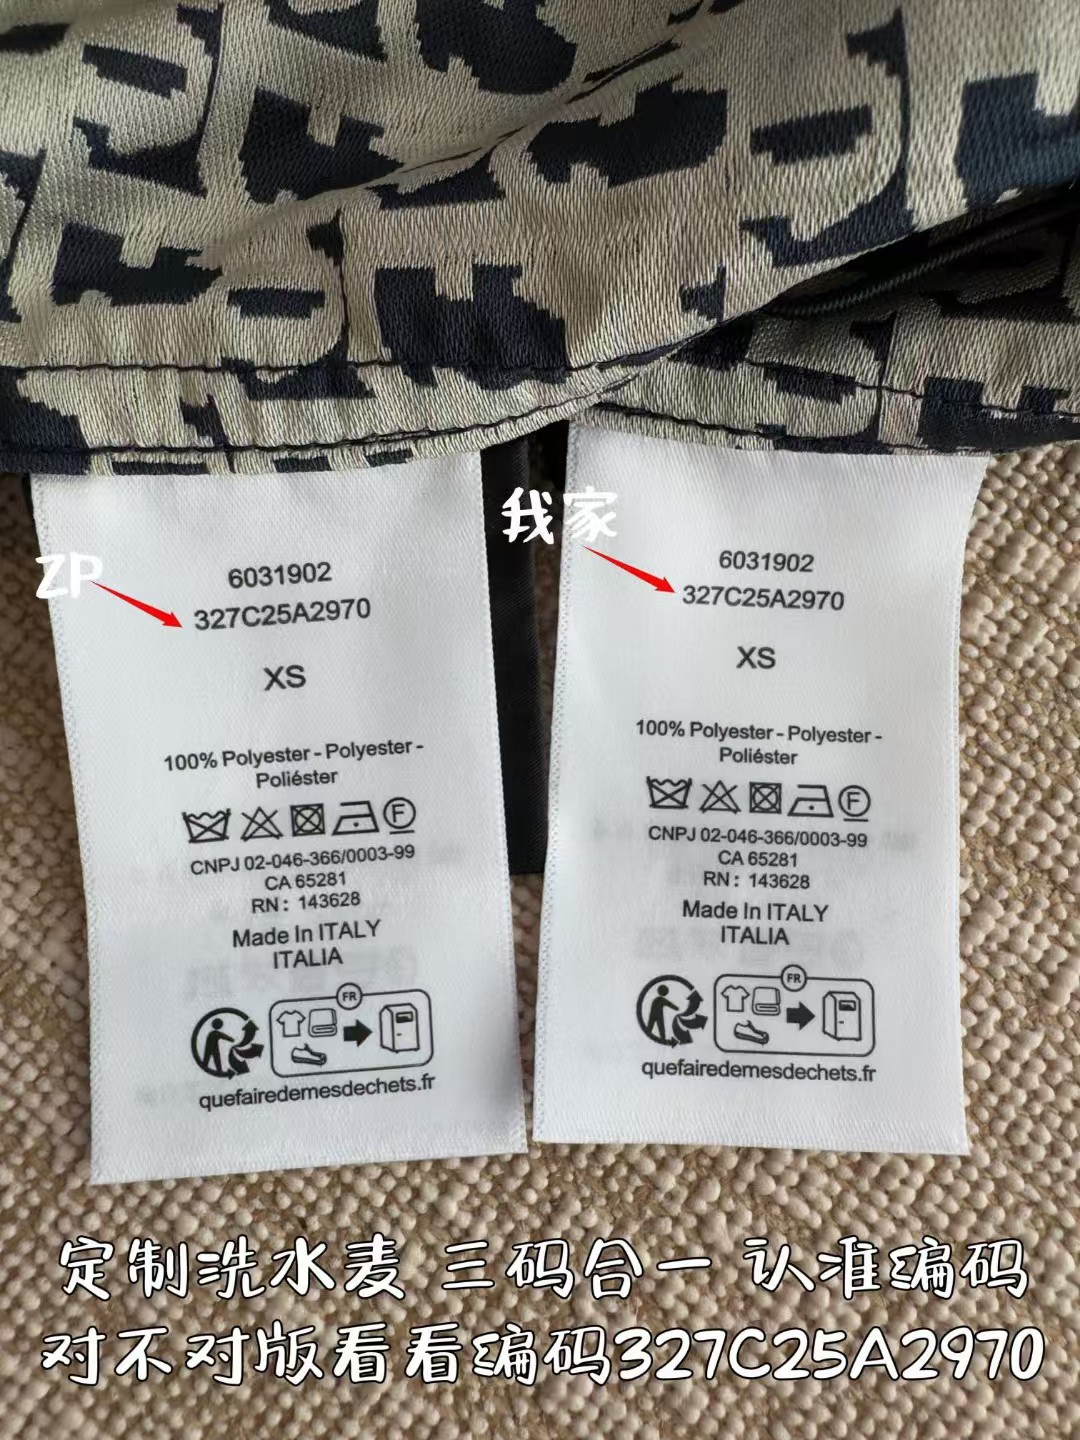 ZP
6031902
327C25A2970
XS
100% Polyester - Polyester -
Poliéster
F
CNPJ 02-046-366/0003-99
CA 65281
RN : 143628
Made In ITALY
ITALIA
FR
quefairedemesdechets.fr
我家
6031902
327C25A2970
XS
100% Polyester - Polyester -
Poliéster
F
CNPJ 02-046-366/0003-99
CA 65281
RN : 143628
Made In ITALY
ITALIA
FR
quefairedemesdechets.fr
定制洗水麦 三码合一 认准编码
对不对版看看编码327C25A2970